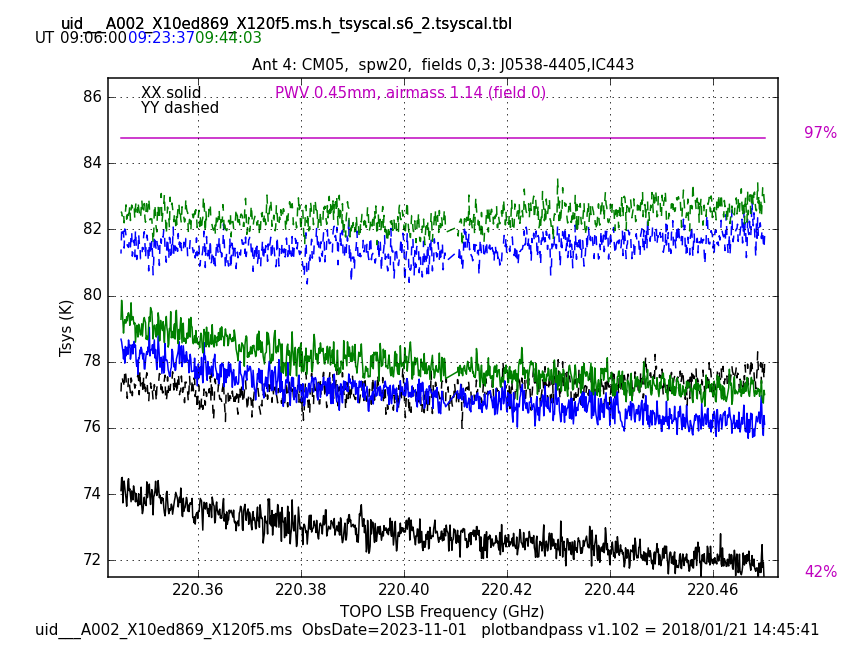 uid___A002_X10ed869_X120f5.ms.h_tsyscal.s6_2.tsyscal.tbl
UT 09:06:00 09:23:37 09:44:03
Ant 4: CM05,  spw20,  fields 0,3: J0538-4405,IC443
XX solid
PWV 0.45mm, airmass 1.14 (field 0)
YY dashed
97%
86
84
82
80
78
76
74
72
Tsys (K)
42%
220.36 220.38 220.40 220.42 220.44 220.46
TOPO LSB Frequency (GHz)
uid___A002_X10ed869_X120f5.ms  ObsDate=2023-11-01   plotbandpass v1.102 = 2018/01/21 14:45:41